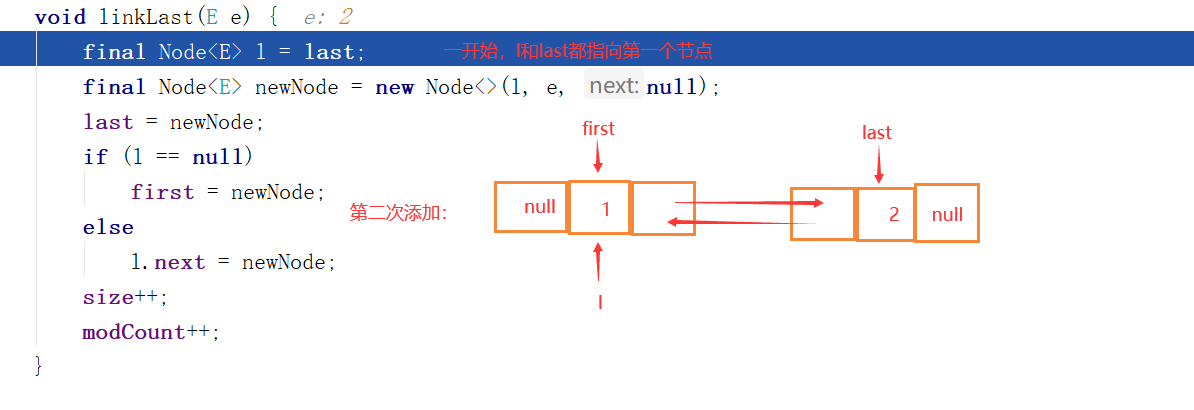 void linkLast(E e) {  e: 2
final Node<E> l = last;  一开始，l和last都指向第一个节点
final Node<E> newNode = new Node<>(l, e, next: null);
last = newNode;
if (l == null)
first = newNode;
else
l.next = newNode;
size++;
modCount++;
}
first
last
第二次添加：
null 1
2 null
l